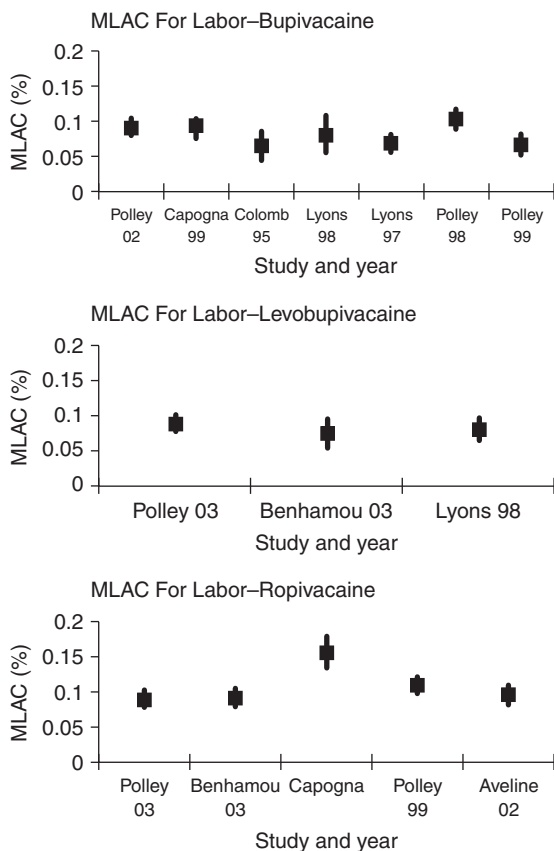 MLAC For Labor–Bupivacaine
MLAC (%)
0.2
0.15
0.1
0.05
0
Polley Capogna Colomb Lyons Lyons Polley Polley
02 99 95 98 97 98 99
Study and year
MLAC For Labor–Levobupivacaine
MLAC (%)
0.2
0.15
0.1
0.05
0
Polley 03 Benhamou 03 Lyons 98
Study and year
MLAC For Labor–Ropivacaine
MLAC (%)
0.2
0.15
0.1
0.05
0
Polley Benhamou Capogna Polley Aveline
03 03 99 02
Study and year